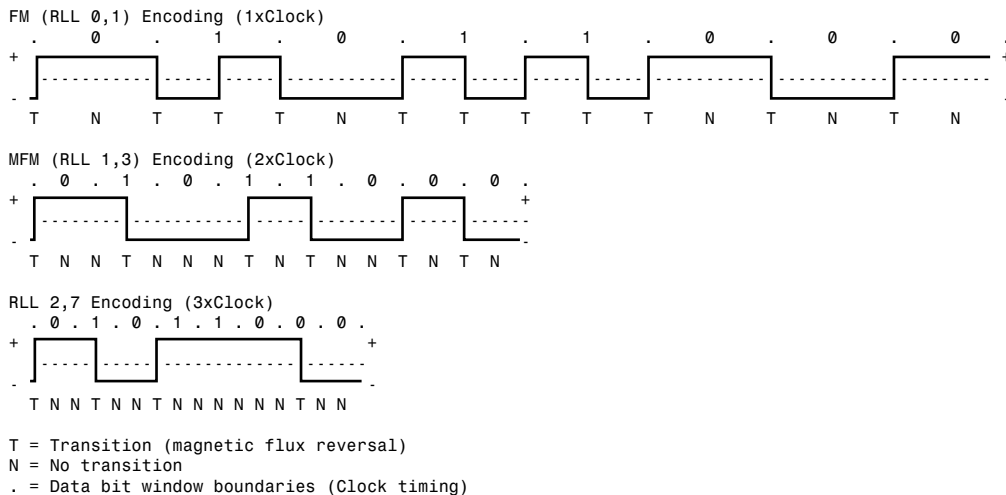 FM (RLL 0,1) Encoding (1xClock)
. 0 . 1 . 0 . 1 . 1 . 0 . 0 . 0 .
+ +
- -
T N T T T N T T T T T N T N T N
MFM (RLL 1,3) Encoding (2xClock)
. 0 . 1 . 0 . 1 . 1 . 0 . 0 . 0 .
+ +
- -
T N N T N N N T N T N N T N T N
RLL 2,7 Encoding (3xClock)
. 0 . 1 . 0 . 1 . 1 . 0 . 0 . 0 .
+ +
- -
T N N T N N T N N N N N N T N N
T = Transition (magnetic flux reversal)
N = No transition
. = Data bit window boundaries (Clock timing)